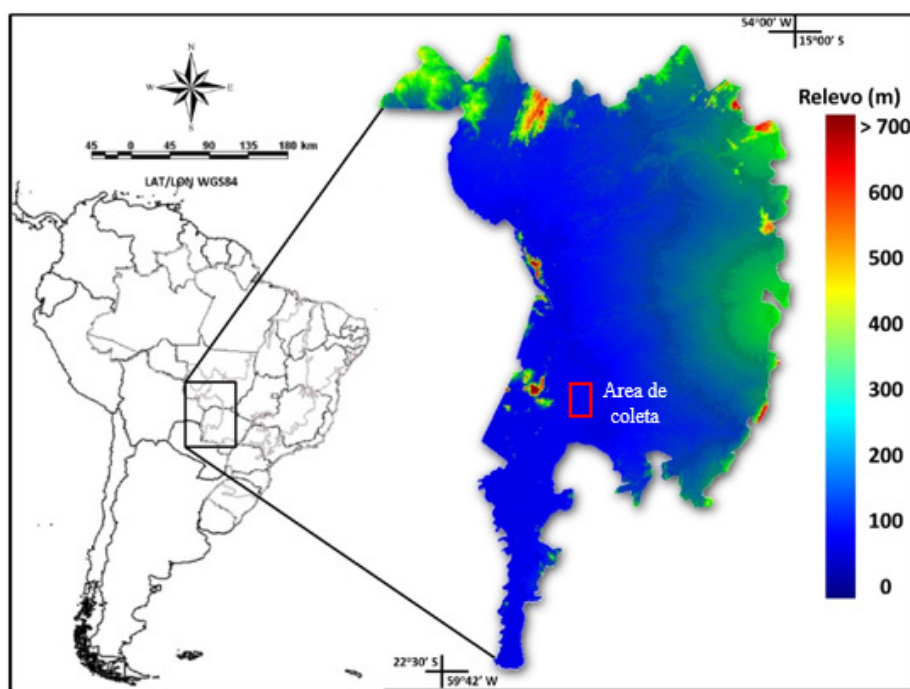 54°00' W
15°00' S
N
W E
S
Relevo (m)
> 700
600
500
400
300
200
100
0
45 0 45 90 135 180 km
LAT/LON WGS84
Area de
coleta
22°30' S
59°42' W